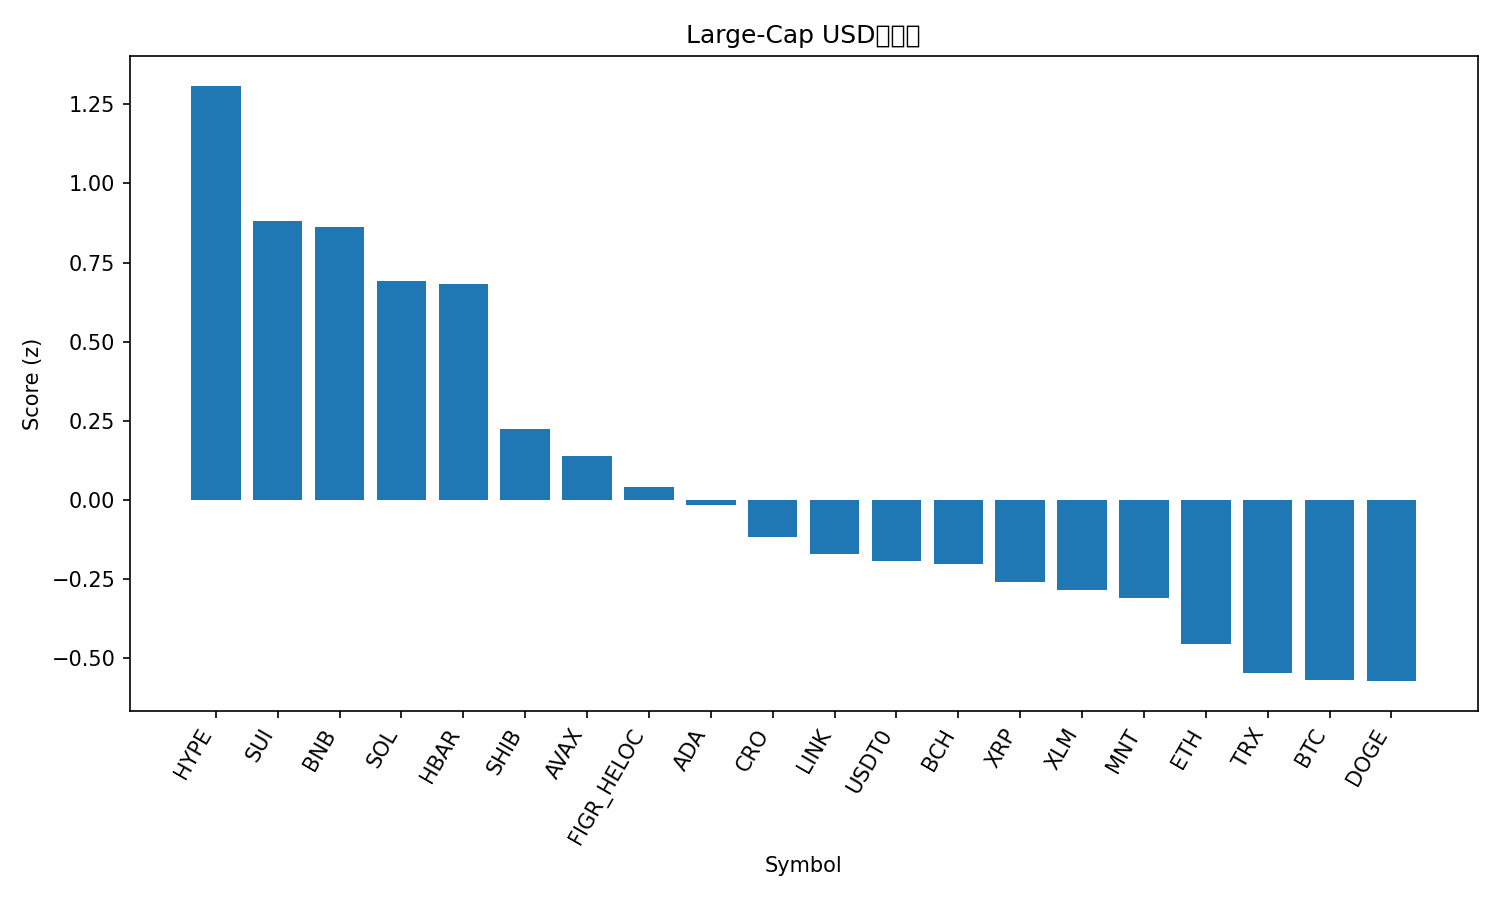 Large-Cap USD
1.25
1.00
0.75
0.50
0.25
0.00
−0.25
−0.50
Score (z)
HYPE
SUI
BNB
SOL
HBAR
SHIB
AVAX
FIGR_HELOC
ADA
CRO
LINK
USDT0
BCH
XRP
XLM
MNT
ETH
TRX
BTC
DOGE
Symbol